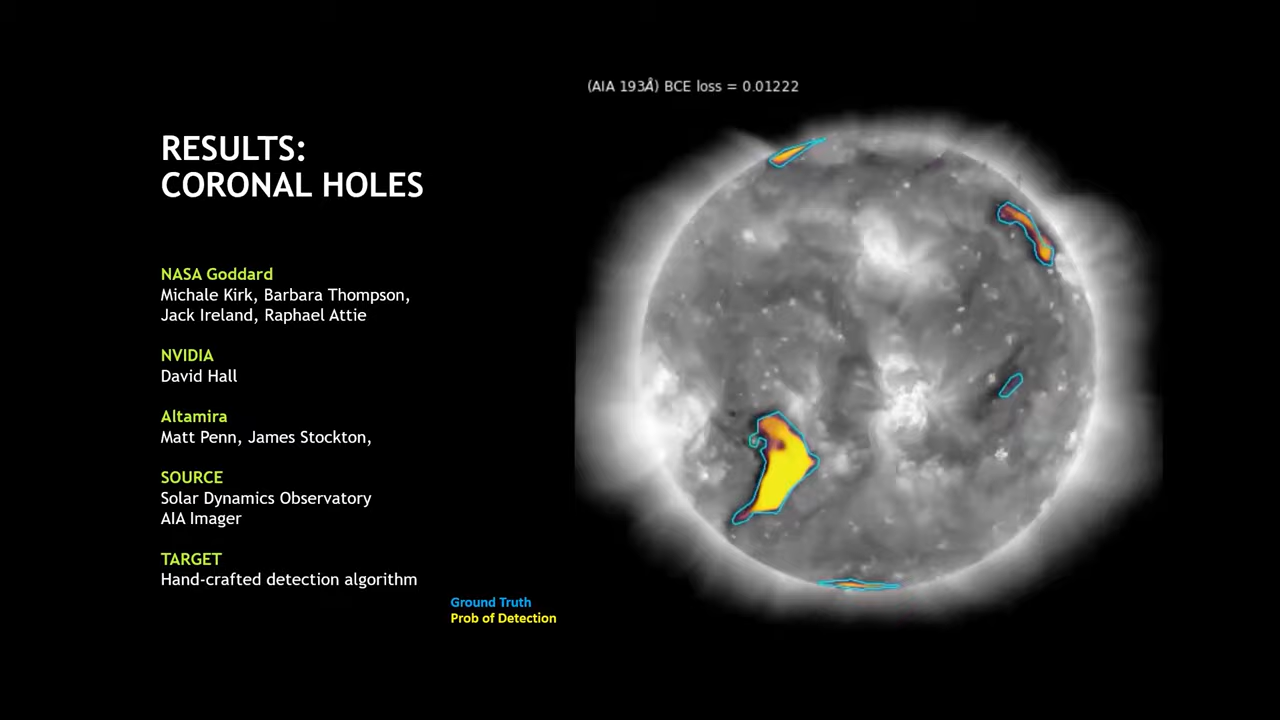 (AIA 193Å) BCE loss = 0.01222
RESULTS:
CORONAL HOLES
NASA Goddard
Michale Kirk, Barbara Thompson,
Jack Ireland, Raphael Attie
NVIDIA
David Hall
Altamira
Matt Penn, James Stockton,
SOURCE
Solar Dynamics Observatory
AIA Imager
TARGET
Hand-crafted detection algorithm
Ground Truth
Prob of Detection